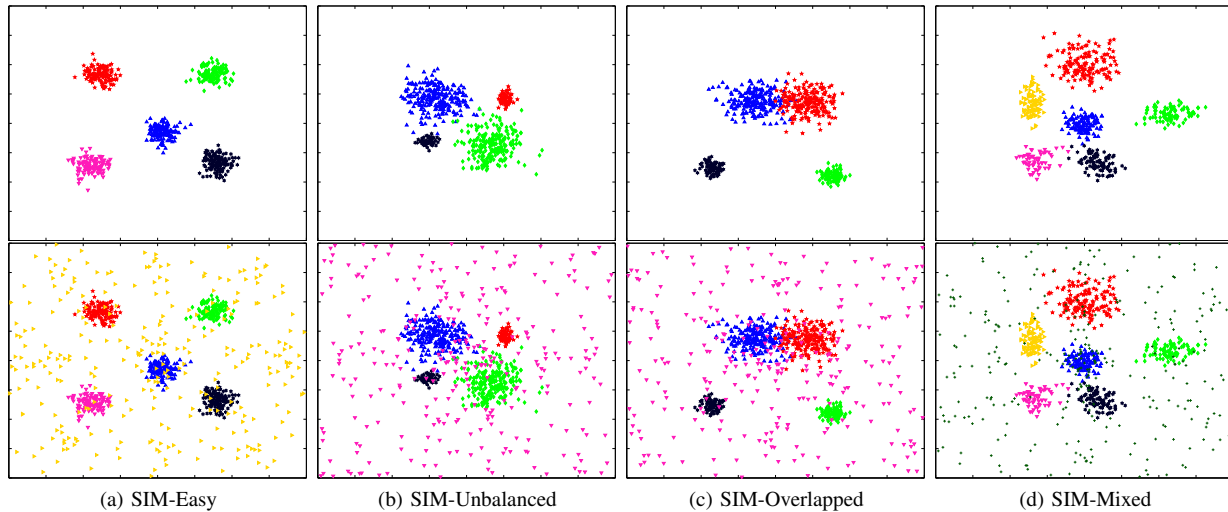 (a) SIM-Easy
(b) SIM-Unbalanced
(c) SIM-Overlapped
(d) SIM-Mixed